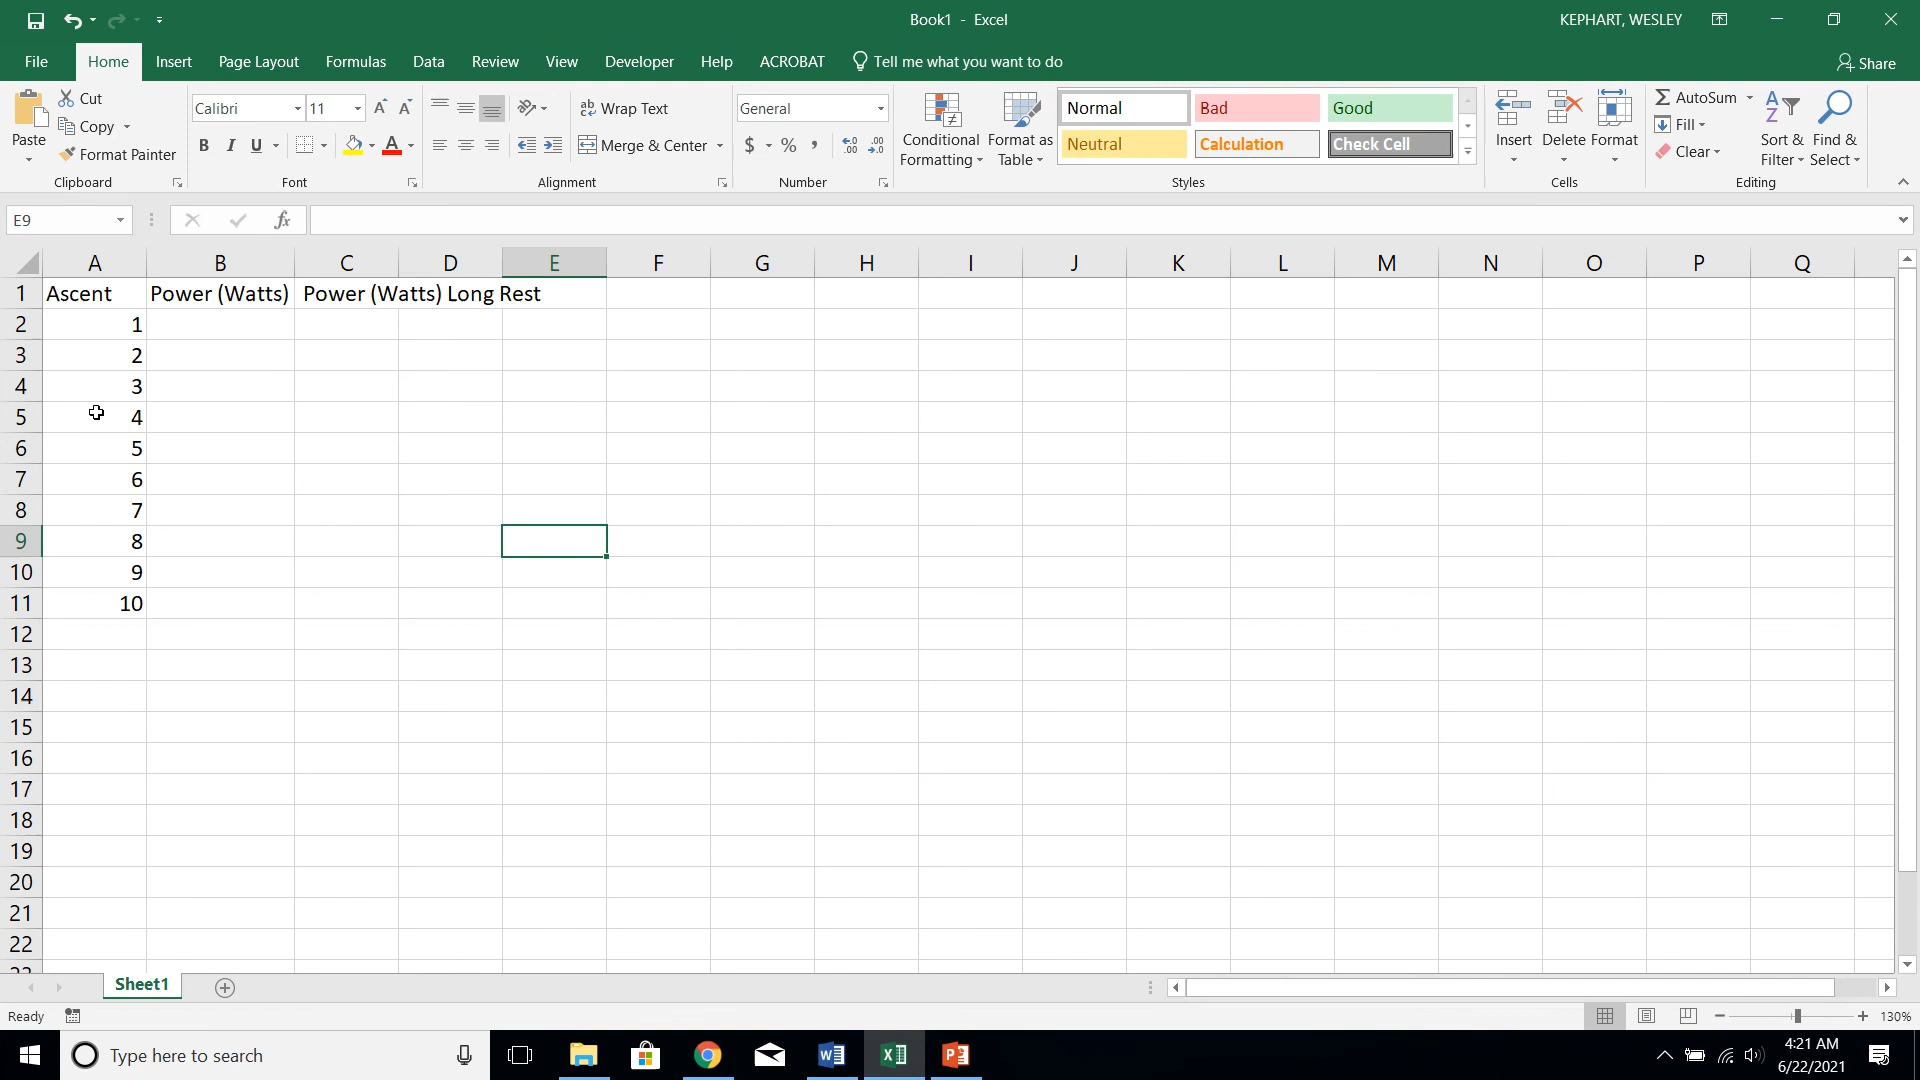 Book1 - Excel
KEPHART, WESLEY
File Home Insert Page Layout Formulas Data Review View Developer Help ACROBAT Tell me what you want to do Share
Paste
Cut
Copy
Format Painter
Clipboard
Calibri 11
B I U A
Font
ab Wrap Text
Merge & Center
Alignment
General
$ % ,
Number
Conditional Formatting
Format as Table
Normal Bad Good
Neutral Calculation Check Cell
Styles
Insert Delete Format
Cells
AutoSum
Fill
Clear
Sort & Filter
Find & Select
Editing
E9 fx
A B C D E F G H I J K L M N O P Q
1 Ascent Power (Watts) Power (Watts) Long Rest
2 1
3 2
4 3
5 4
6 5
7 6
8 7
9 8
10 9
11 10
12
13
14
15
16
17
18
19
20
21
22
Sheet1
Ready 130%
Type here to search
4:21 AM
6/22/2021